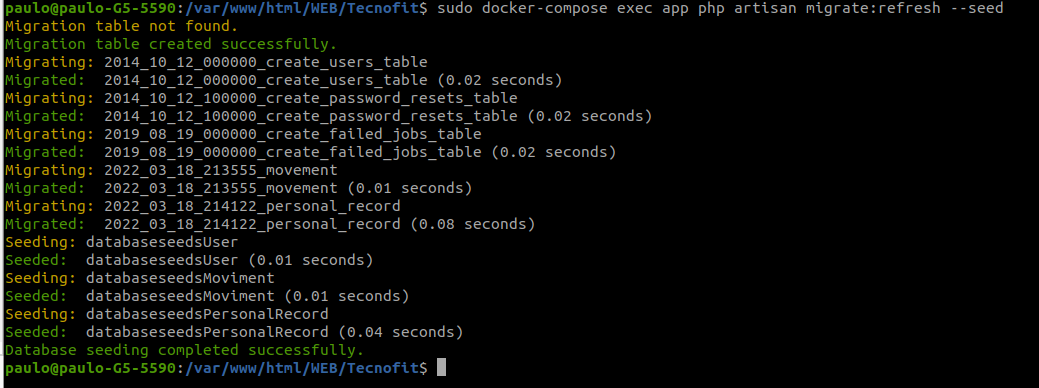 paulo@paulo-G5-5590:/var/www/html/WEB/Tecnofit$ sudo docker-compose exec app php artisan migrate:refresh --seed
Migration table not found.
Migration table created successfully.
Migrating: 2014_10_12_000000_create_users_table
Migrated:  2014_10_12_000000_create_users_table (0.02 seconds)
Migrating: 2014_10_12_100000_create_password_resets_table
Migrated:  2014_10_12_100000_create_password_resets_table (0.02 seconds)
Migrating: 2019_08_19_000000_create_failed_jobs_table
Migrated:  2019_08_19_000000_create_failed_jobs_table (0.02 seconds)
Migrating: 2022_03_18_213555_movement
Migrated:  2022_03_18_213555_movement (0.01 seconds)
Migrating: 2022_03_18_214122_personal_record
Migrated:  2022_03_18_214122_personal_record (0.08 seconds)
Seeding: databaseseedsUser
Seeded:  databaseseedsUser (0.01 seconds)
Seeding: databaseseedsMoviment
Seeded:  databaseseedsMoviment (0.01 seconds)
Seeding: databaseseedsPersonalRecord
Seeded:  databaseseedsPersonalRecord (0.04 seconds)
Database seeding completed successfully.
paulo@paulo-G5-5590:/var/www/html/WEB/Tecnofit$